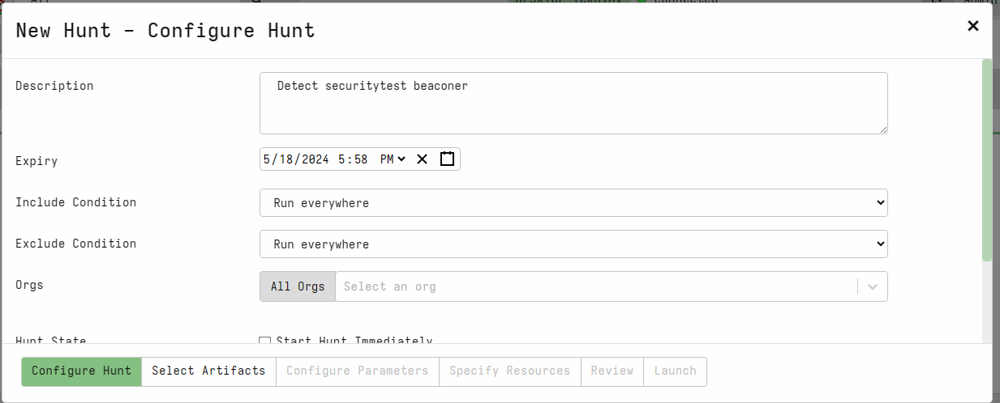 New Hunt - Configure Hunt
Description
Detect securitytest beaconer
Expiry
5/18/2024 5:58 PM
Include Condition
Run everywhere
Exclude Condition
Run everywhere
Orgs
All Orgs
Select an org
Hunt State
Start Hunt Immediately
Configure Hunt
Select Artifacts
Configure Parameters
Specify Resources
Review
Launch